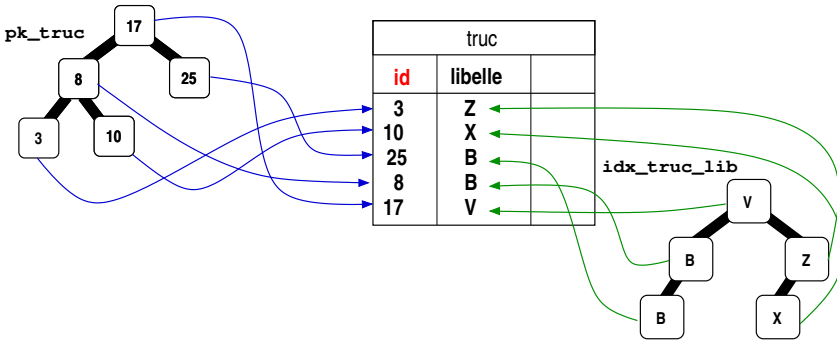 pk_truc
17
8
25
3
10
truc
id libelle
3 Z
10 X
25 B
8 B
17 V
idx_truc_lib
V
B
Z
B
X